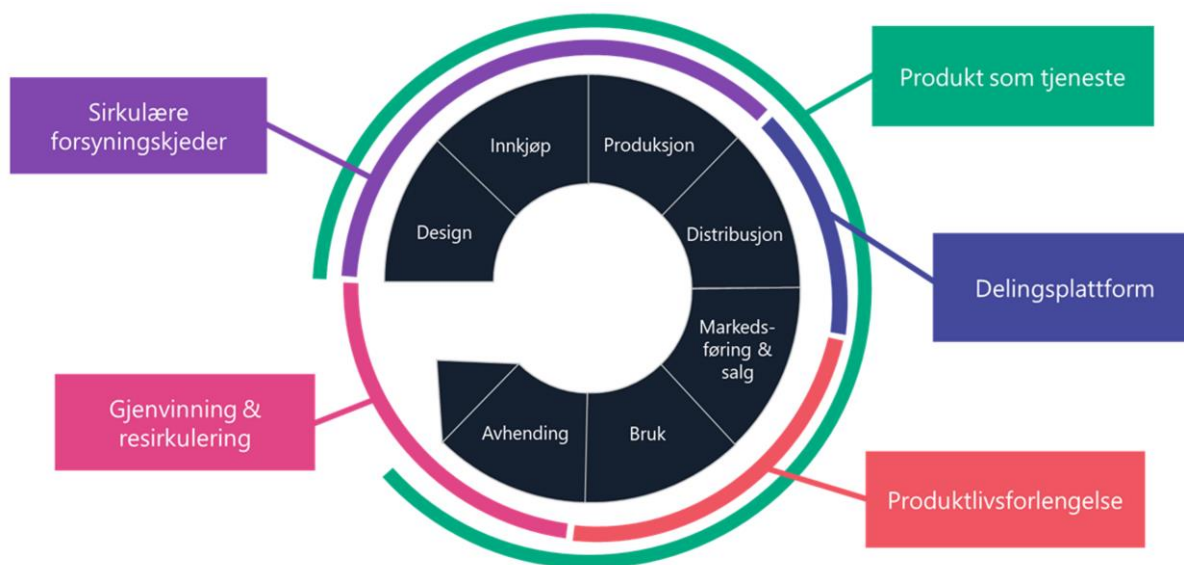 Produkt som tjeneste
Sirkulære
forsyningskjeder
Innkjøp
Produksjon
Design
Distribusjon
Delingsplattform
Markeds-
føring &
salg
Gjenvinning &
resirkulering
Avhending
Bruk
Produktlivsforlengelse